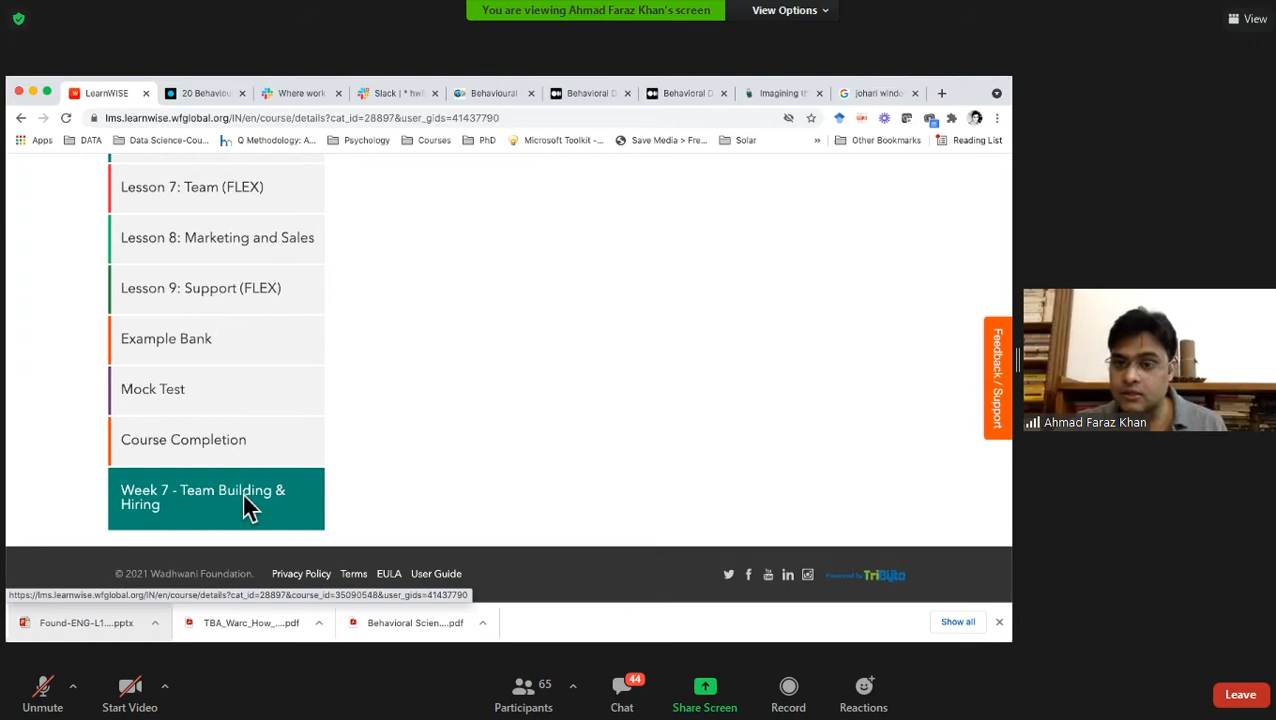 You are viewing Ahmad Faraz Khan's screen
View Options
View
LearnWISE
20 Behaviou
Where work
Slack | * hwb
Behavioural
Behavioral D
Behavioral D
Imagining th
johari windo
lms.learnwise.wfglobal.org/IN/en/course/details?cat_id=28897&user_gids=41437790
Apps
DATA
Data Science-Cou...
Q Methodology: A...
Psychology
Courses
PhD
Microsoft Toolkit -...
Save Media > Fre...
Solar
»
Other Bookmarks
Reading List
Lesson 7: Team (FLEX)
Lesson 8: Marketing and Sales
Lesson 9: Support (FLEX)
Example Bank
Mock Test
Course Completion
Week 7 - Team Building &
Hiring
Feedback / Support
Ahmad Faraz Khan
© 2021 Wadhwani Foundation.
Privacy Policy
Terms
EULA
User Guide
Powered by TriByte
https://lms.learnwise.wfglobal.org/IN/en/course/details?cat_id=28897&course_id=35090548&user_gids=41437790
Found-ENG-L1....pptx
TBA_Warc_How_....pdf
Behavioral Scien....pdf
Show all
65
44
Unmute
Start Video
Participants
Chat
Share Screen
Record
Reactions
Leave